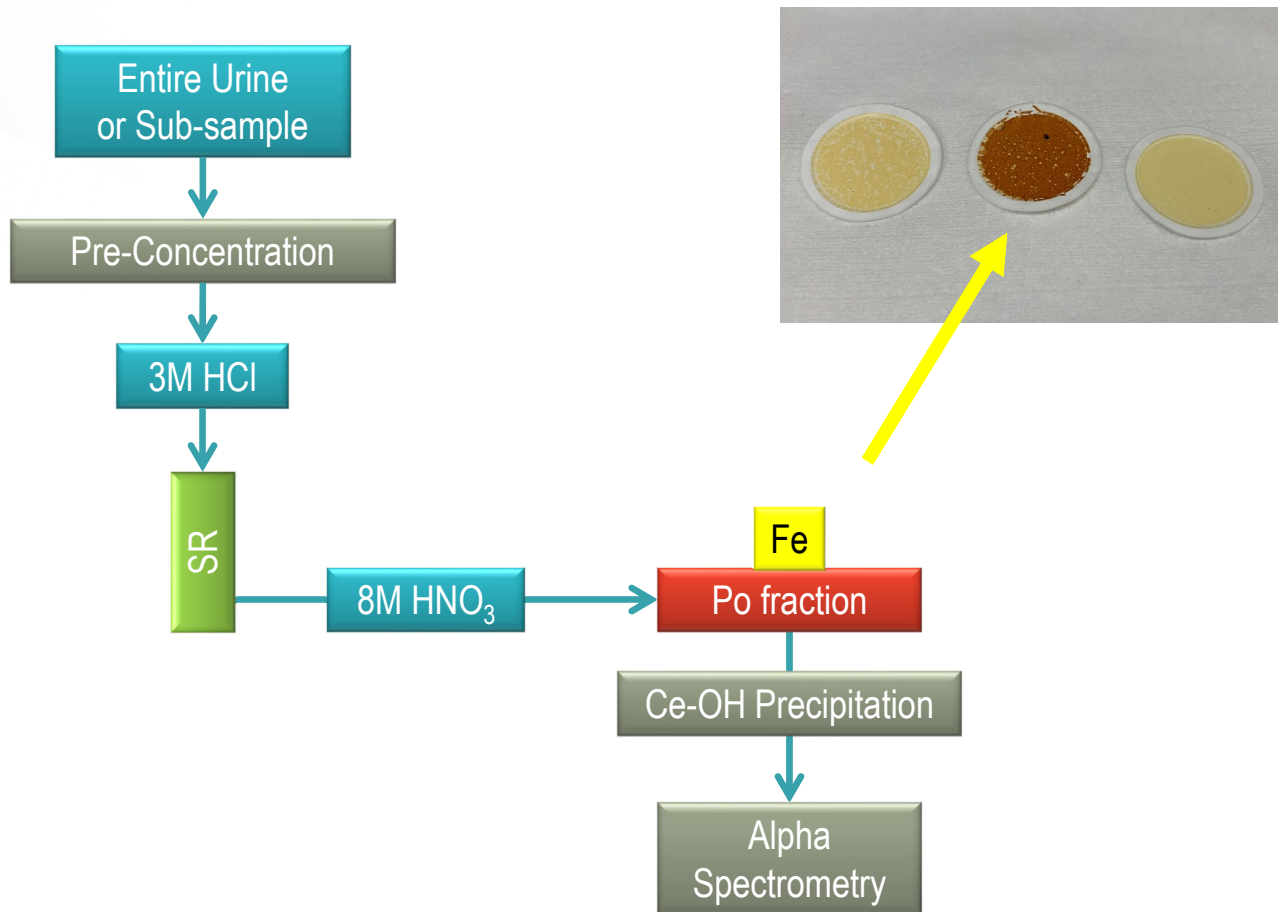 Entire Urine
or Sub-sample
Pre-Concentration
3M HCl
SR
8M HNO₃
Fe
Po fraction
Ce-OH Precipitation
Alpha
Spectrometry